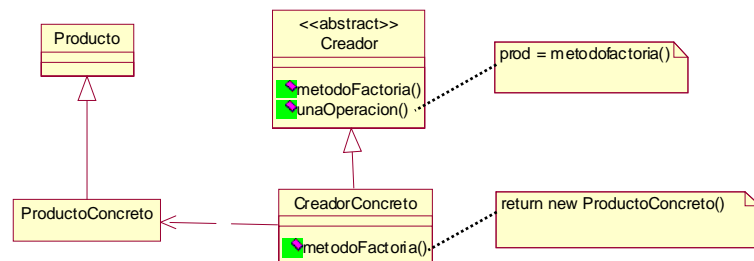 Producto
<<abstract>>
Creador
metodoFactoria()
unaOperacion()
prod = metodofactoria()
ProductoConcreto
CreadorConcreto
metodoFactoria()
return new ProductoConcreto()